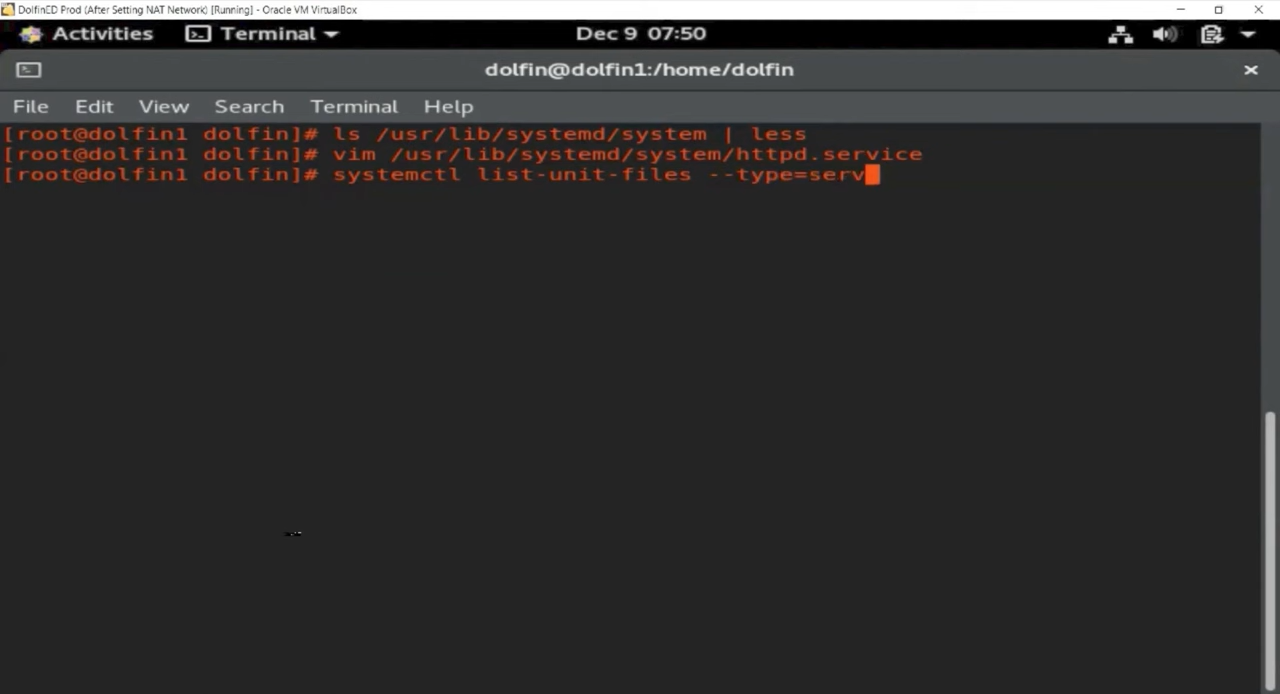 DolfinED Prod (After Setting NAT Network) [Running] - Oracle VM VirtualBox
Activities Terminal Dec 9 07:50
dolfin@dolfin1:/home/dolfin
File Edit View Search Terminal Help
[root@dolfin1 dolfin]# ls /usr/lib/systemd/system | less
[root@dolfin1 dolfin]# vim /usr/lib/systemd/system/httpd.service
[root@dolfin1 dolfin]# systemctl list-unit-files --type=serv